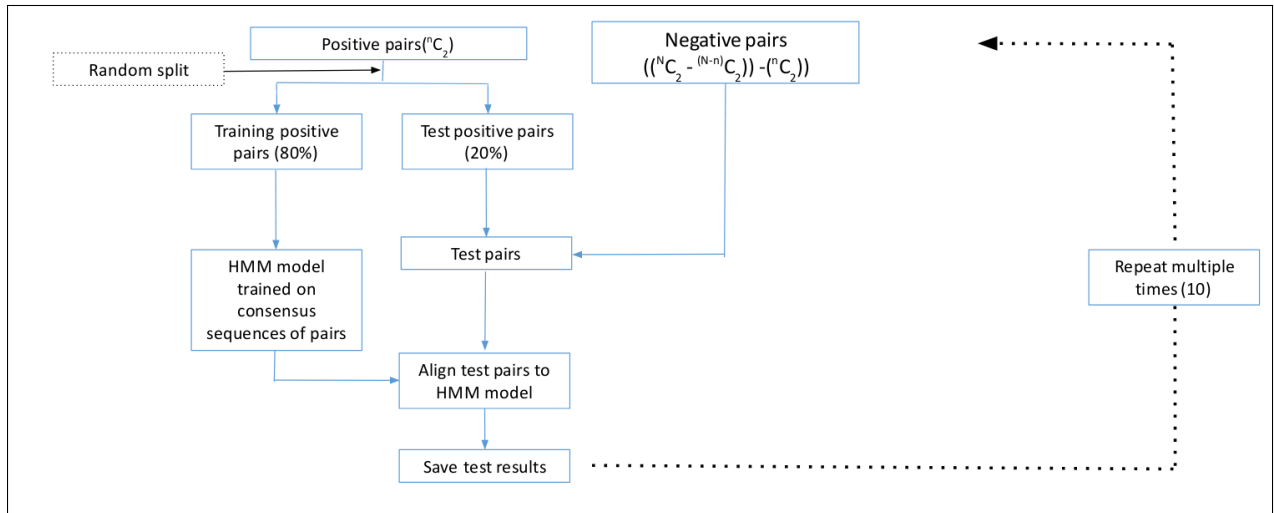 Positive pairs(ⁿC₂)
Negative pairs
((ᴺC₂ - ⁽ᴺ⁻ⁿ⁾C₂)) -(ⁿC₂))
Random split
Training positive
pairs (80%)
Test positive pairs
(20%)
Test pairs
HMM model
trained on
consensus
sequences of pairs
Repeat multiple
times (10)
Align test pairs to
HMM model
Save test results